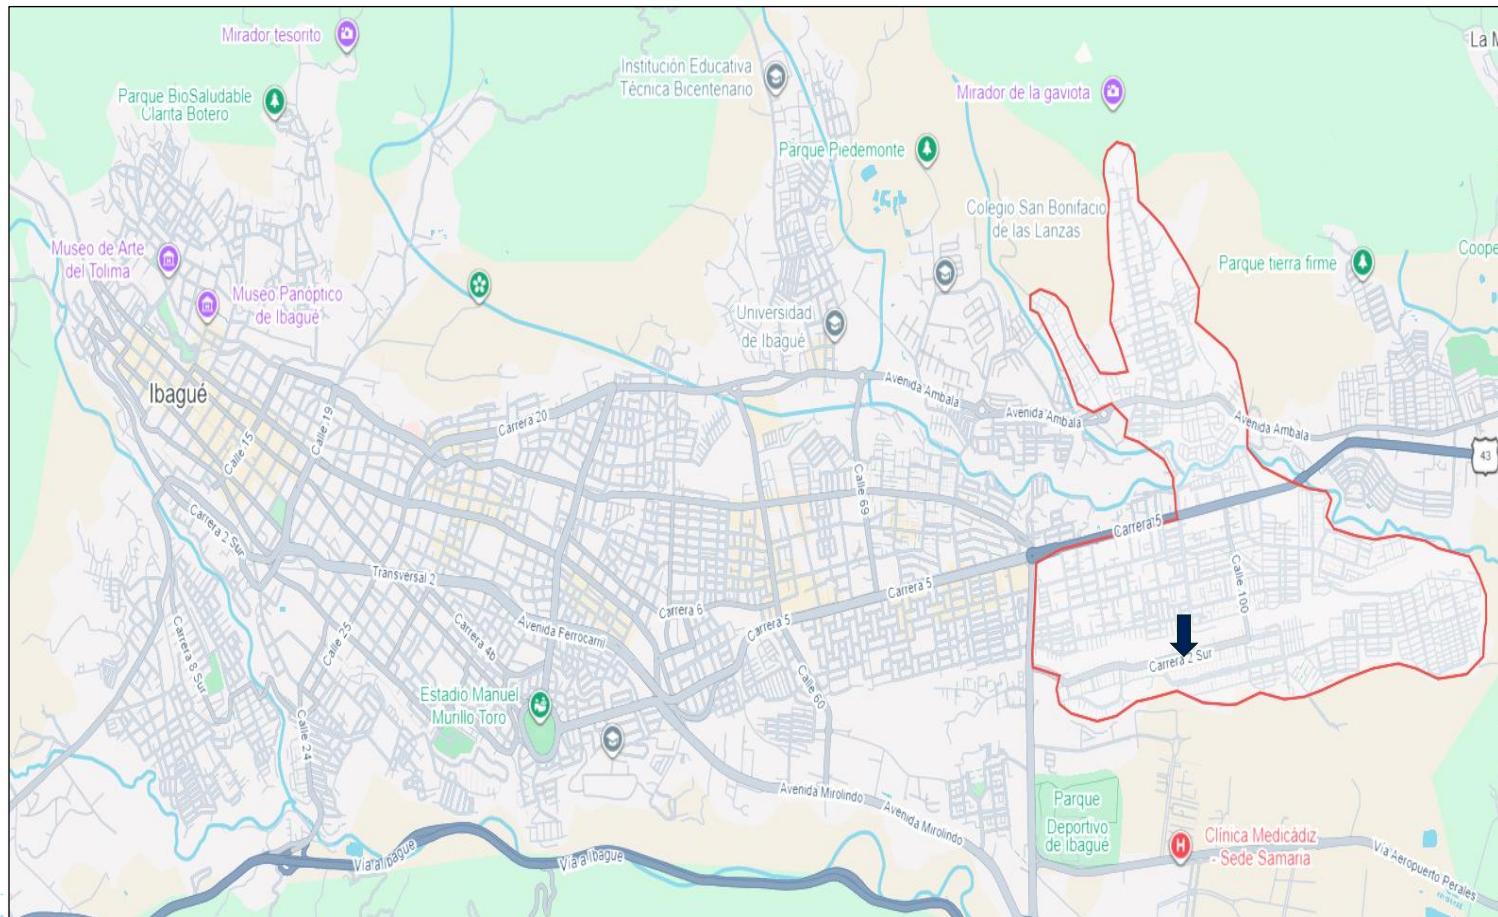 Mirador tesorito
Institución Educativa
Técnica Bicentenario
La M
Parque BioSaludable
Clarita Botero
Mirador de la gaviota
Parque Piedemonte
Colegio San Bonifacio
de las Lanzas
Museo de Arte
del Tolima
Parque tierra firme
Coope
Museo Panóptico
de Ibagué
Universidad
de Ibagué
Ibagué
Avenida Ambala
Avenida Ambala
Avenida Ambala
Carrera 20
Calle 19
Calle 15
43
Calle 69
Carrera 5
Carrera 2 Sur
Transversal 2
Carrera 5
Calle 100
Carrera 6
Carrera 5
Avenida Ferrocarril
Carrera 4b
Calle 25
Carrera 8 Sur
Carrera 2 Sur
Calle 60
Estadio Manuel
Murillo Toro
Calle 24
Avenida Mirolindo
Avenida Mirolindo
Parque
Deportivo
de Ibagué
Clínica Medicádiz
- Sede Samaria
H
Vía a Ibague
Vía a Ibague
Vía Aeropuerto Perales